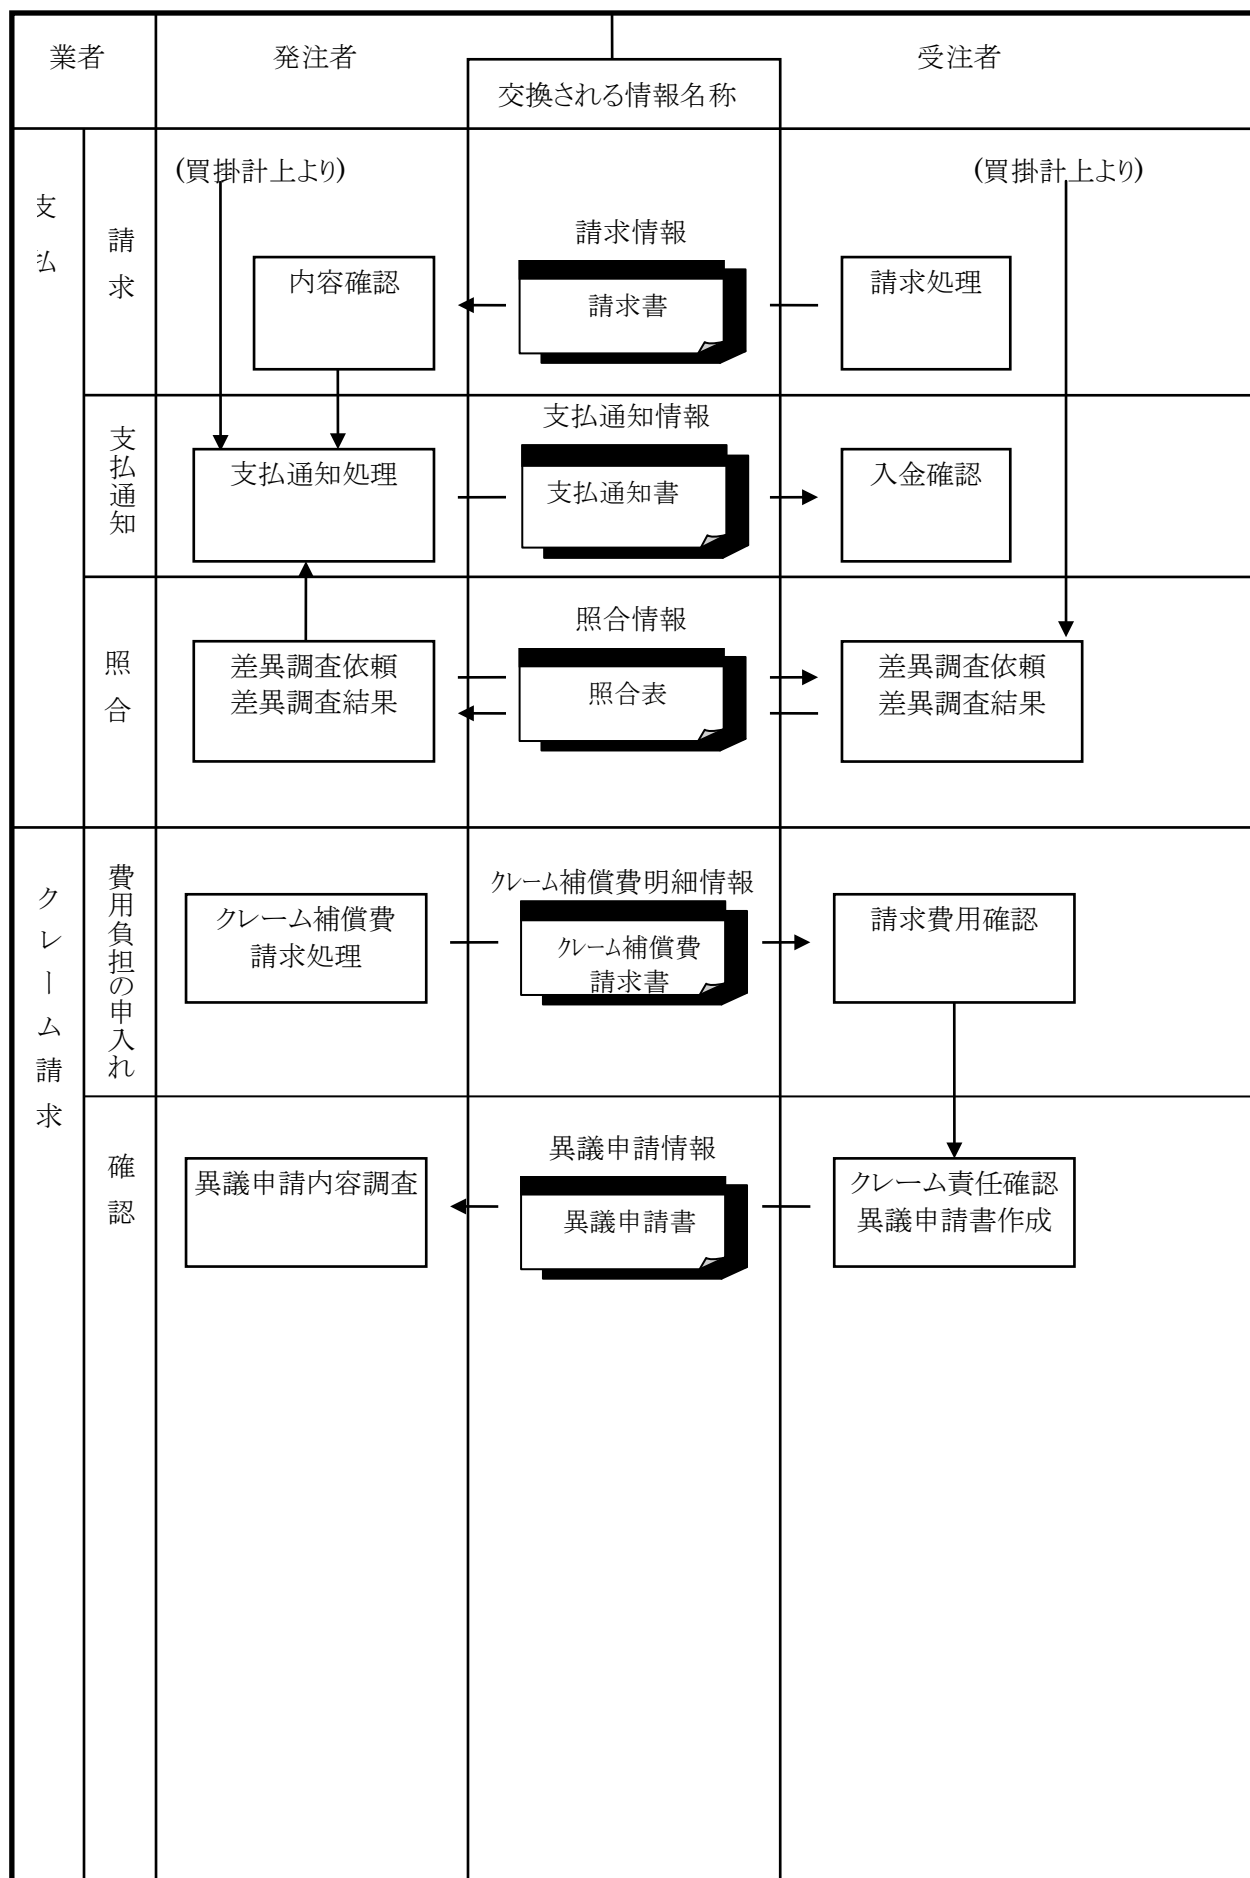 業者
発注者
受注者
交換される情報名称
支払
請求
(買掛計上より)
(買掛計上より)
請求情報
内容確認
請求書
請求処理
支払通知
支払通知情報
支払通知処理
支払通知書
入金確認
照合
照合情報
差異調査依頼
差異調査結果
照合表
差異調査依頼
差異調査結果
クレーム請求
費用負担の申入れ
クレーム補償費明細情報
クレーム補償費
請求処理
クレーム補償費
請求書
請求費用確認
確認
異議申請情報
異議申請内容調査
異議申請書
クレーム責任確認
異議申請書作成